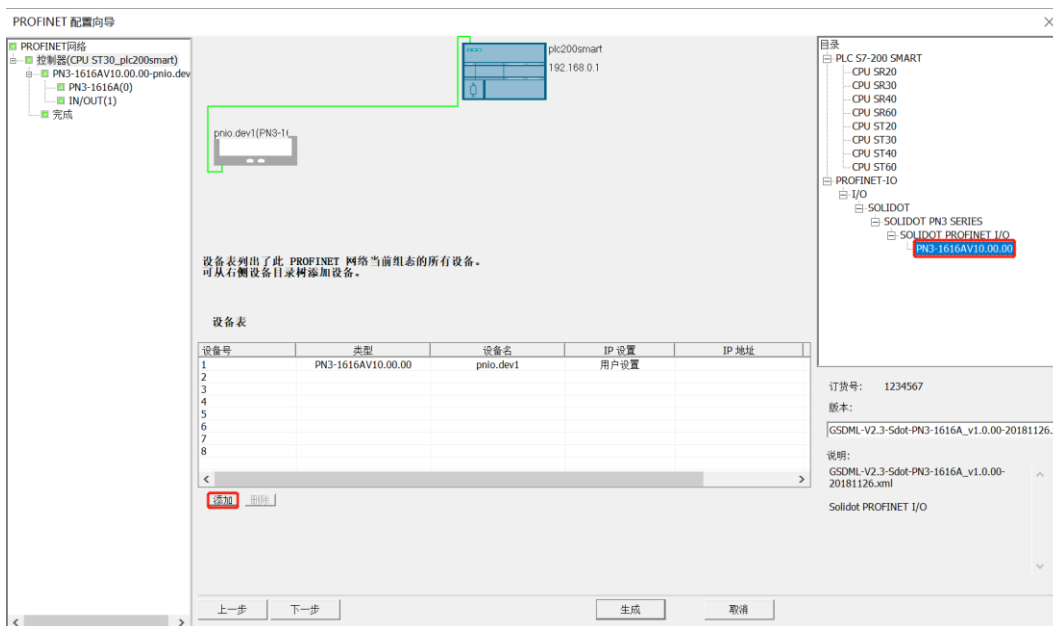 PROFINET 配置向导
PROFINET网络
控制器(CPU ST30_plc200smart)
PN3-1616AV10.00.00-pnio.dev
PN3-1616A(0)
IN/OUT(1)
完成
plc200smart
192.168.0.1
pnio.dev1(PN3-1
设备表列出了此 PROFINET 网络当前组态的所有设备。
可从右侧设备目录树添加设备。
设备表
设备号 类型 设备名 IP 设置 IP 地址
1 PN3-1616AV10.00.00 pnio.dev1 用户设置
2
3
4
5
6
7
8
添加 删除
上一步 下一步 生成 取消
目录
PLC S7-200 SMART
CPU SR20
CPU SR30
CPU SR40
CPU SR60
CPU ST20
CPU ST30
CPU ST40
CPU ST60
PROFINET-IO
I/O
SOLIDOT
SOLIDOT PN3 SERIES
SOLIDOT PROFINET I/O
PN3-1616AV10.00.00
订货号: 1234567
版本:
GSDML-V2.3-Sdot-PN3-1616A_v1.0.00-20181126.
说明:
GSDML-V2.3-Sdot-PN3-1616A_v1.0.00-
20181126.xml
Solidot PROFINET I/O